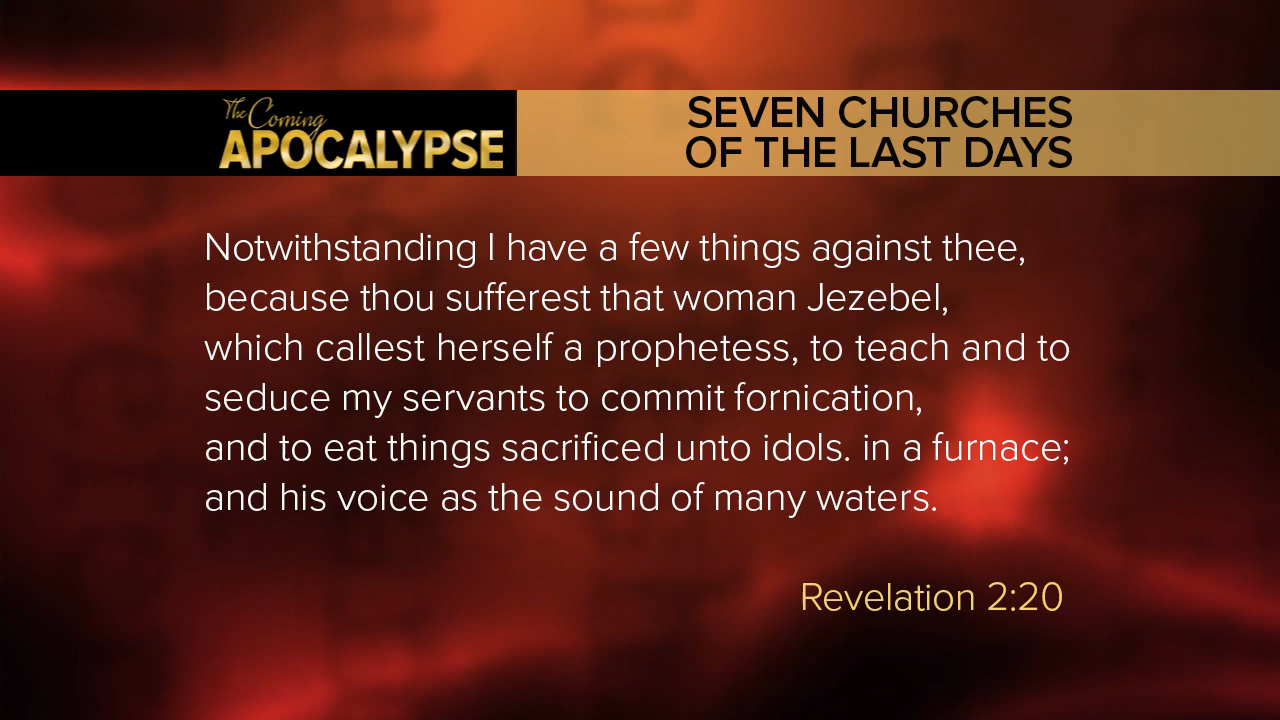 The Coming
APOCALYPSE
SEVEN CHURCHES
OF THE LAST DAYS
Notwithstanding I have a few things against thee,
because thou sufferest that woman Jezebel,
which callest herself a prophetess, to teach and to
seduce my servants to commit fornication,
and to eat things sacrificed unto idols. in a furnace;
and his voice as the sound of many waters.
Revelation 2:20